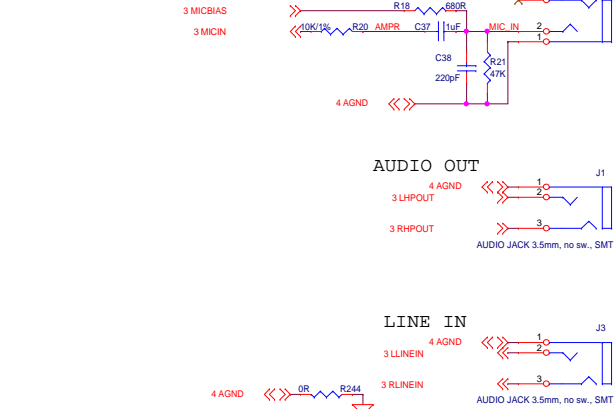 3 MICBIAS R18 680R
3 MICIN 10K/1% R20 AMPR C37 1uF MIC_IN 2
1
C38 R21
220pF 47K
4 AGND
AUDIO OUT
J1
4 AGND 1
3 LHPOUT 2
3 RHPOUT 3
AUDIO JACK 3.5mm, no sw., SMT
LINE IN
J3
4 AGND 1
3 LLINEIN 2
3 RLINEIN 3
4 AGND 0R R244
AUDIO JACK 3.5mm, no sw., SMT